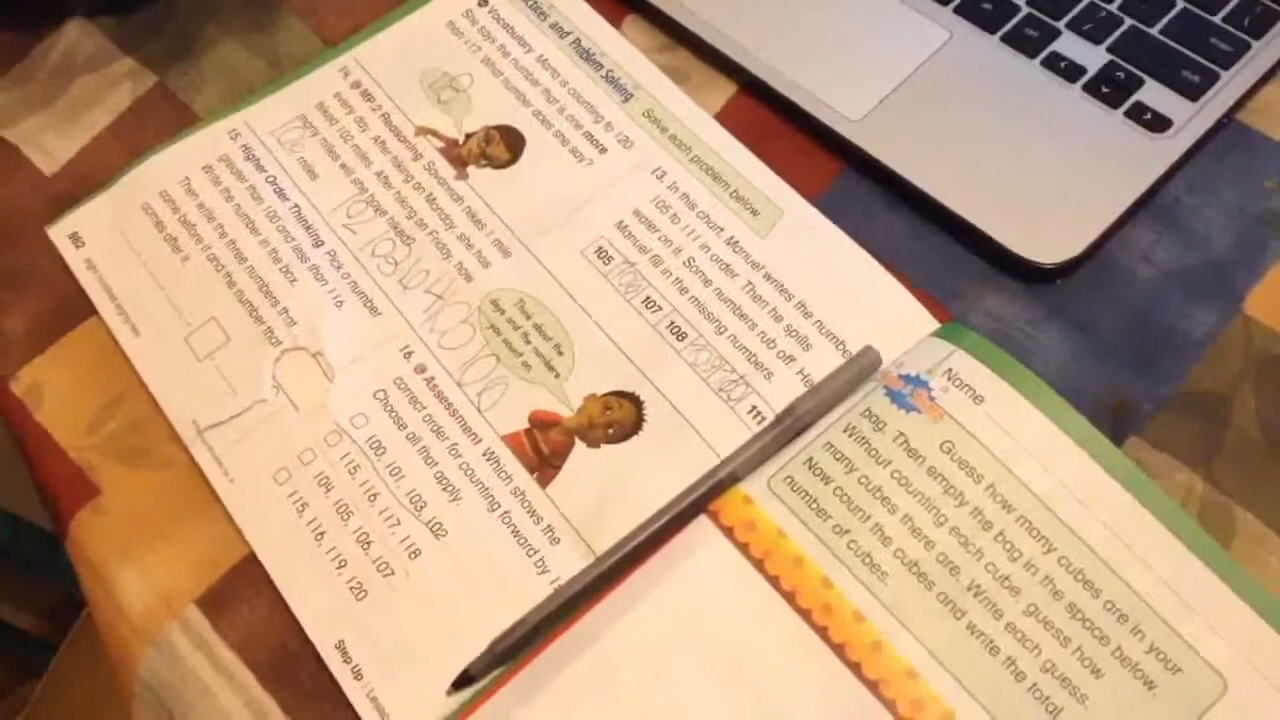 ctices and Problem Solving
Solve each problem below
Vocabulary Maria is counting to 120
She says the number that is one more
than 117. What number does she say?
118
13. In this chart, Manuel writes the numbers
105 to 111 in order. Then he spills
water on it. Some numbers rub off. He
Manuel fill in the missing numbers.
105 106 107 108 111
14. MP.2 Reasoning Savannah hikes 1 mile
every day. After hiking on Monday, she has
hiked 102 miles. After hiking on Friday, how
many miles will she have hiked?
106 miles
102 103 104 105 106
Think about the
days and the numbers
you count on.
15. Higher Order Thinking Pick a number
greater than 100 and less than 116.
Write the number in the box.
Then write the three numbers that
come before it and the number that
comes after it.
16. Assessment Which shows the
correct order for counting forward by
Choose all that apply.
100, 101, 103, 102
115, 116, 117, 118
104, 105, 106, 107
115, 116, 119, 120
Step Up
Name
Guess how many cubes are in your
bag. Then empty the bag in the space below.
Without counting each cube, guess how
many cubes there are. Write each guess.
Now count the cubes and write the total
number of cubes.